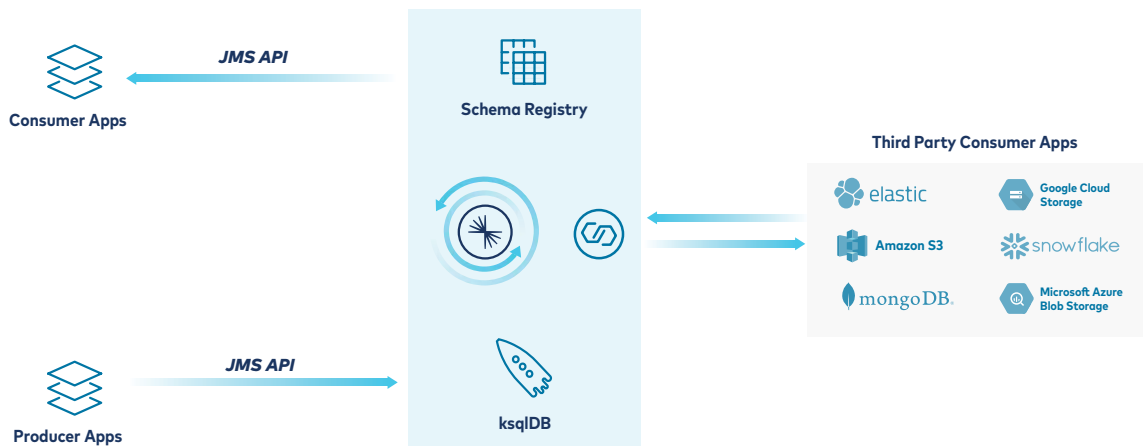 JMS API
Consumer Apps
Schema Registry
Third Party Consumer Apps
elastic
Google Cloud
Storage
Amazon S3
snowflake
mongoDB
Microsoft Azure
Blob Storage
JMS API
Producer Apps
ksqlDB